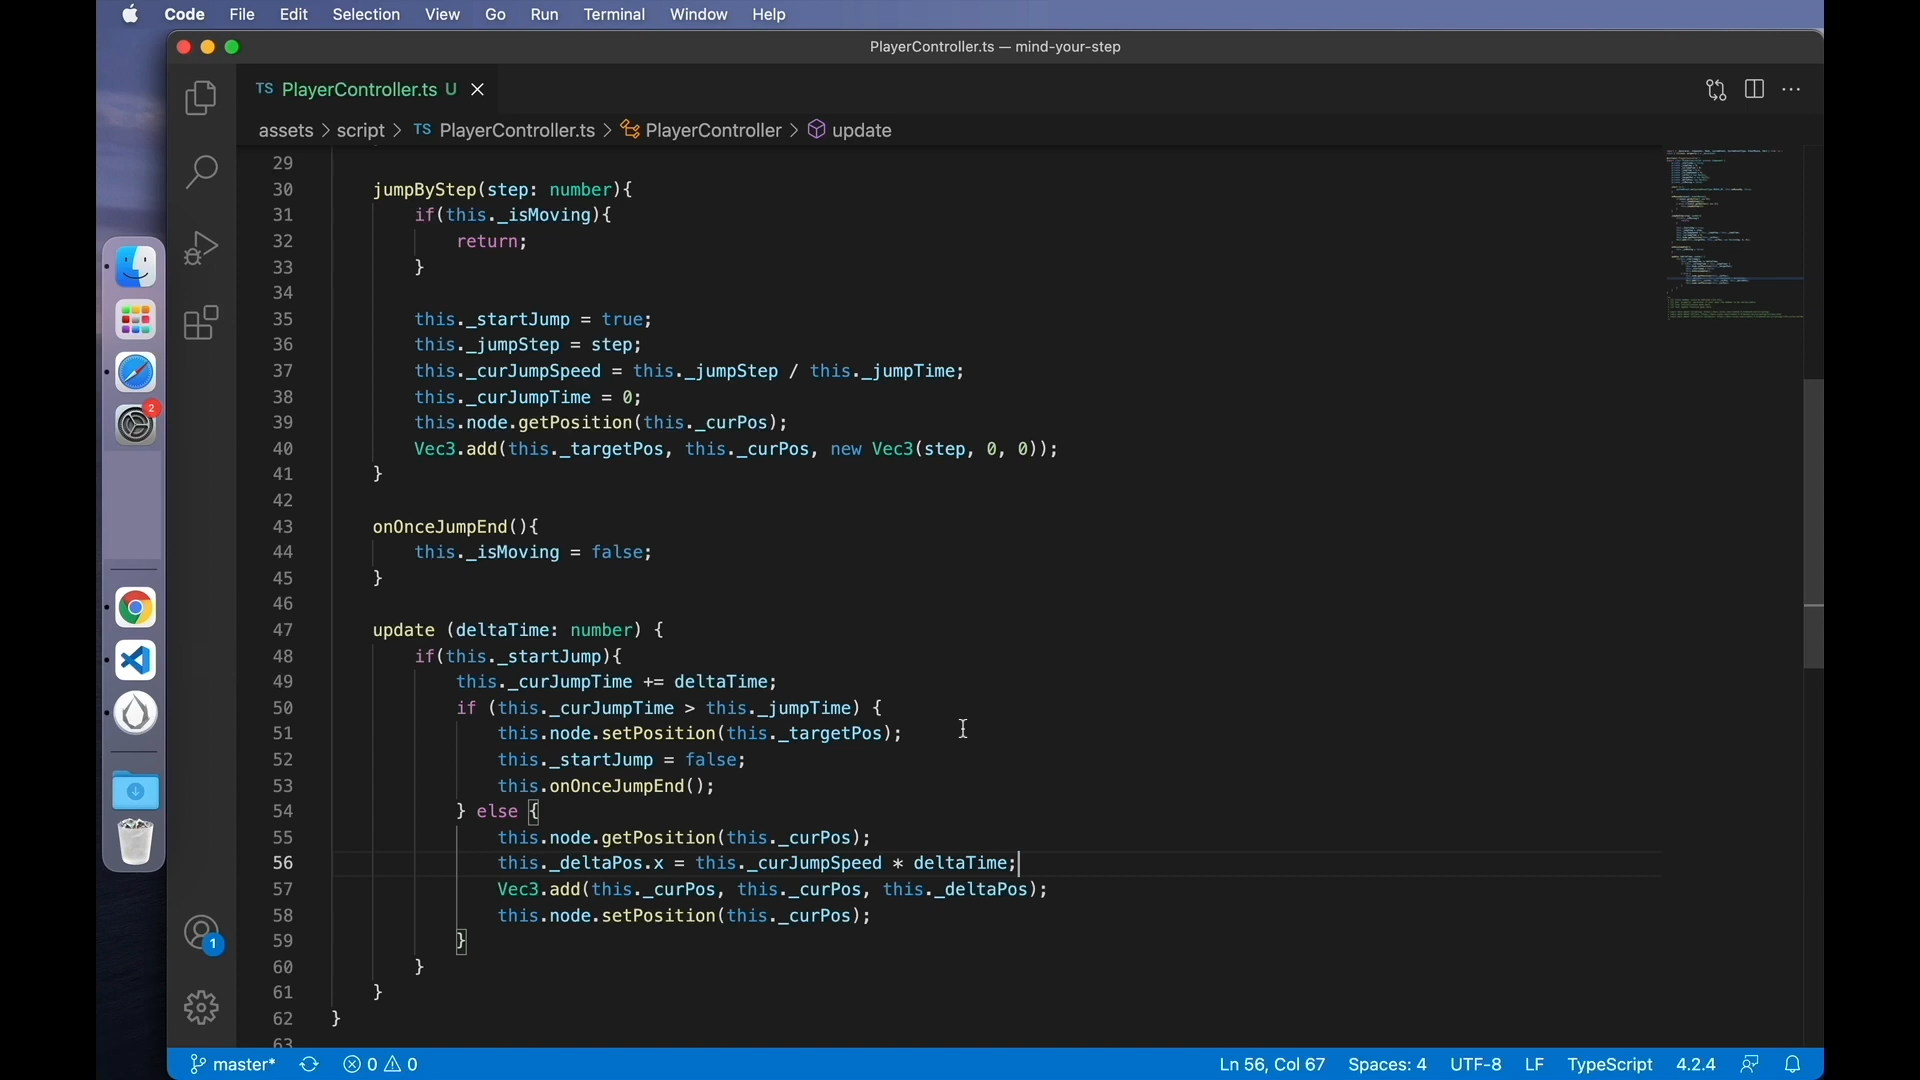 Code File Edit Selection View Go Run Terminal Window Help
PlayerController.ts — mind-your-step
TS PlayerController.ts U
assets > script > TS PlayerController.ts > PlayerController > update
29
30 jumpByStep(step: number){
31 if(this._isMoving){
32 return;
33 }
34
35 this._startJump = true;
36 this._jumpStep = step;
37 this._curJumpSpeed = this._jumpStep / this._jumpTime;
38 this._curJumpTime = 0;
39 this.node.getPosition(this._curPos);
40 Vec3.add(this._targetPos, this._curPos, new Vec3(step, 0, 0));
41 }
42
43 onOnceJumpEnd(){
44 this._isMoving = false;
45 }
46
47 update (deltaTime: number) {
48 if(this._startJump){
49 this._curJumpTime += deltaTime;
50 if (this._curJumpTime > this._jumpTime) {
51 this.node.setPosition(this._targetPos);
52 this._startJump = false;
53 this.onOnceJumpEnd();
54 } else {
55 this.node.getPosition(this._curPos);
56 this._deltaPos.x = this._curJumpSpeed * deltaTime;
57 Vec3.add(this._curPos, this._curPos, this._deltaPos);
58 this.node.setPosition(this._curPos);
59 }
60 }
61 }
62 }
63
2
1
master* 0 0 Ln 56, Col 67 Spaces: 4 UTF-8 LF TypeScript 4.2.4